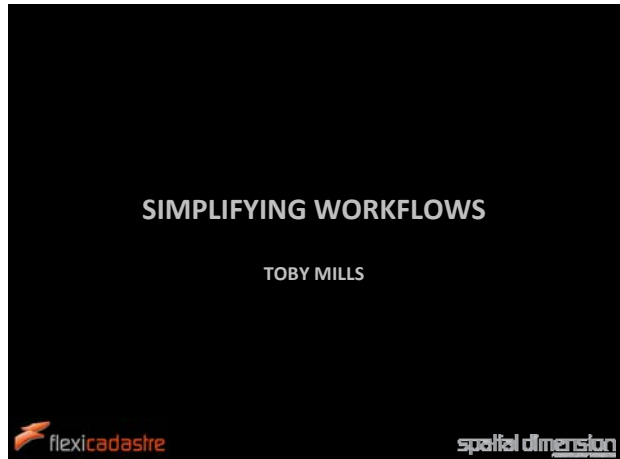 SIMPLIFYING WORKFLOWS
TOBY MILLS
flexicadastre
spatial dimension